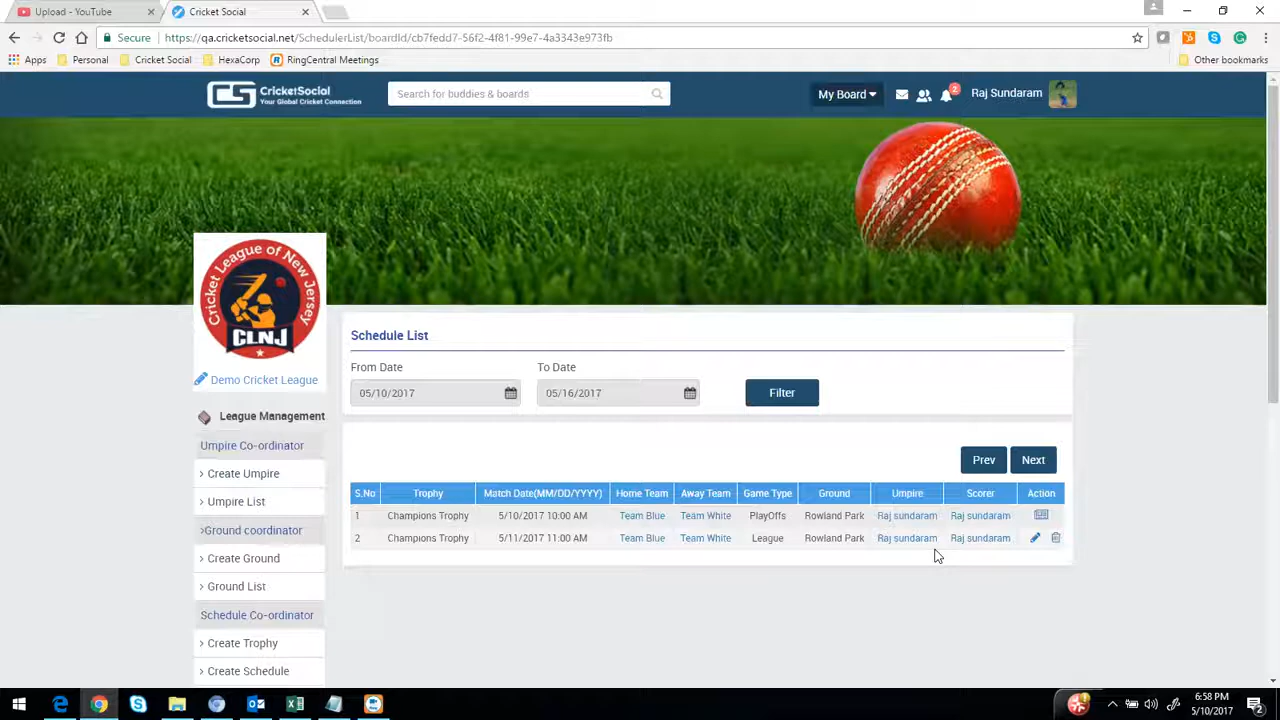 Upload - YouTube
Cricket Social
Secure https://qa.cricketsocial.net/SchedulerList/boardId/cb7fedd7-56f2-4f81-99e7-4a3343e973fb
Apps Personal Cricket Social HexaCorp RingCentral Meetings Other bookmarks
CS CricketSocial
Your Global Cricket Connection
Search for buddies & boards
My Board 2 Raj Sundaram
Cricket League of New Jersey
CLNJ
Demo Cricket League
League Management
Umpire Co-ordinator
> Create Umpire
> Umpire List
>Ground coordinator
> Create Ground
> Ground List
Schedule Co-ordinator
> Create Trophy
> Create Schedule
Schedule List
From Date To Date
05/10/2017 05/16/2017 Filter
Prev Next
S.No Trophy Match Date(MM/DD/YYYY) Home Team Away Team Game Type Ground Umpire Scorer Action
1 Champions Trophy 5/10/2017 10:00 AM Team Blue Team White PlayOffs Rowland Park Raj sundaram Raj sundaram
2 Champions Trophy 5/11/2017 11:00 AM Team Blue Team White League Rowland Park Raj sundaram Raj sundaram
6:58 PM
5/10/2017